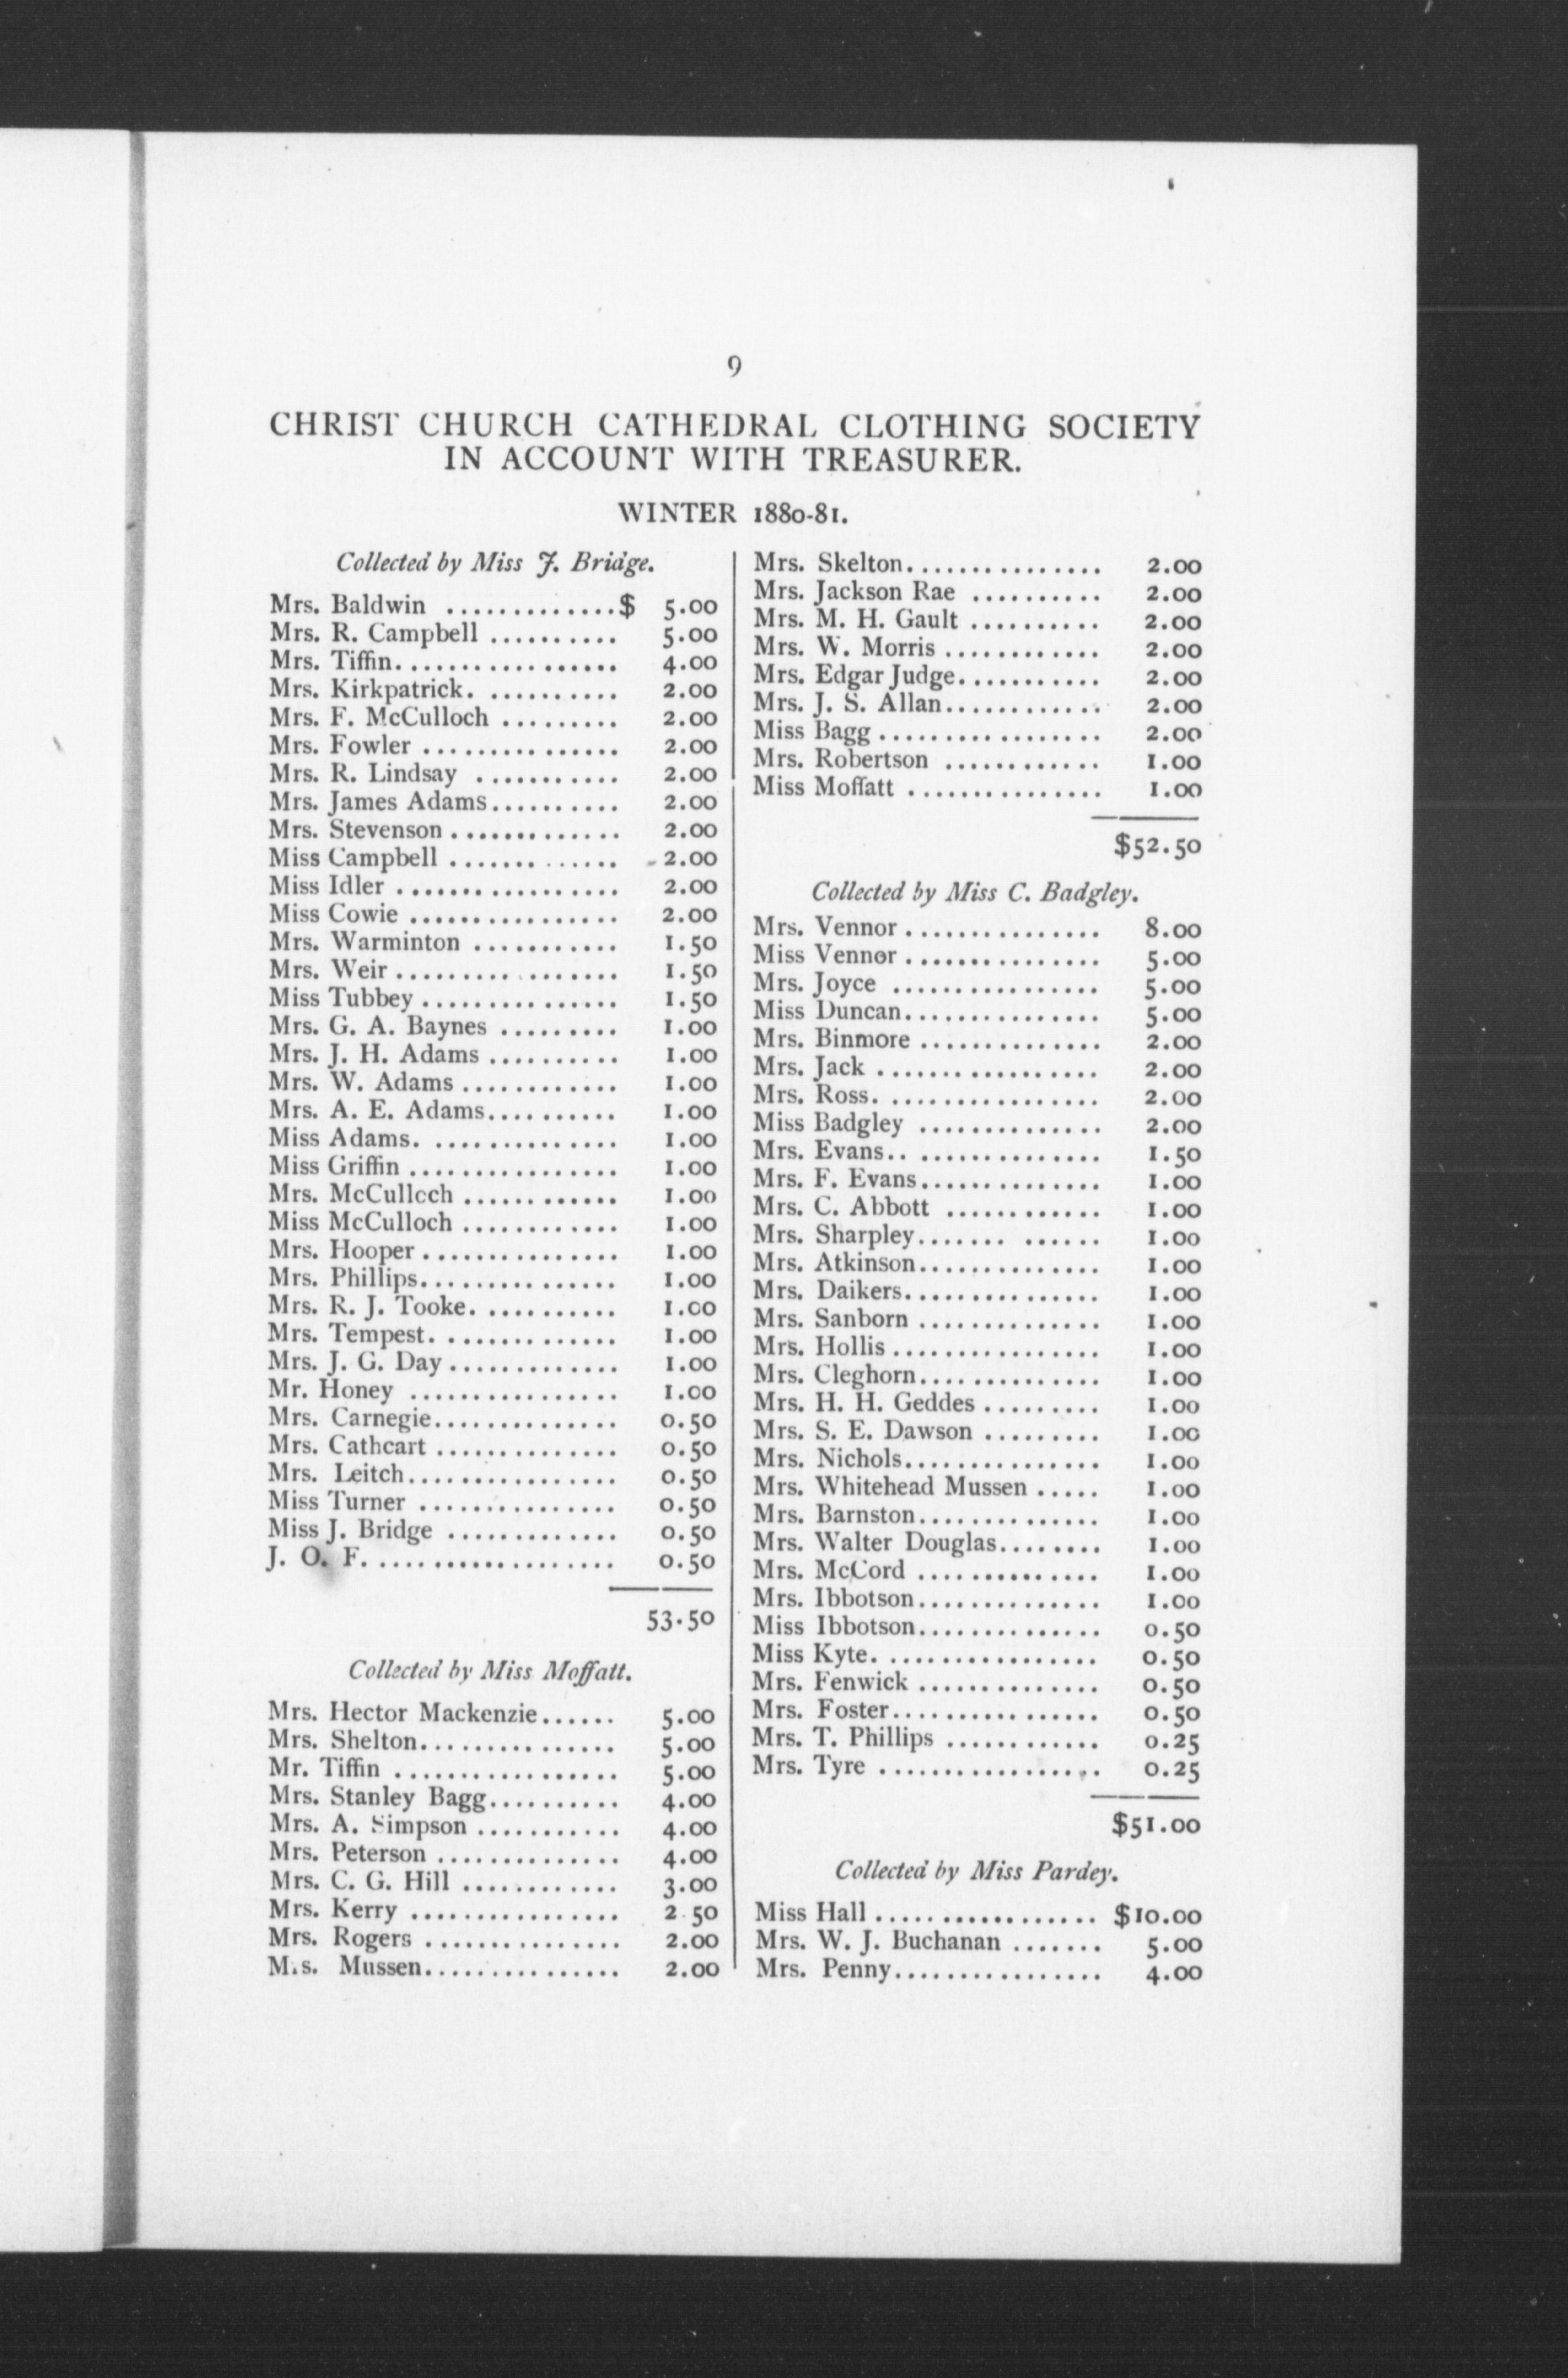 9
CHRIST CHURCH CATHEDRAL CLOTHING SOCIETY
IN ACCOUNT WITH TREASURER.
WINTER 1880-81.
Collected by Miss J. Bridge.
Mrs. Baldwin .............$ 5.00
Mrs. R. Campbell .......... 5.00
Mrs. Tiffin................. 4.00
Mrs. Kirkpatrick. .......... 2.00
Mrs. F. McCulloch ......... 2.00
Mrs. Fowler ............... 2.00
Mrs. R. Lindsay ........... 2.00
Mrs. James Adams.......... 2.00
Mrs. Stevenson ............. 2.00
Miss Campbell ............. 2.00
Miss Idler ................. 2.00
Miss Cowie ................ 2.00
Mrs. Warminton ........... 1.50
Mrs. Weir ................. 1.50
Miss Tubbey ............... 1.50
Mrs. G. A. Baynes ......... 1.00
Mrs. J. H. Adams .......... 1.00
Mrs. W. Adams ............ 1.00
Mrs. A. E. Adams.......... 1.00
Miss Adams. .............. 1.00
Miss Griffin ................ 1.00
Mrs. McCullcch ............ 1.00
Miss McCulloch ............ 1.00
Mrs. Hooper ............... 1.00
Mrs. Phillips............... 1.00
Mrs. R. J. Tooke. .......... 1.00
Mrs. Tempest. ............. 1.00
Mrs. J. G. Day ............. 1.00
Mr. Honey ................ 1.00
Mrs. Carnegie.............. 0.50
Mrs. Cathcart .............. 0.50
Mrs. Leitch................ 0.50
Miss Turner ............... 0.50
Miss J. Bridge ............. 0.50
J. O. F. ................... 0.50
53.50
Collected by Miss Moffatt.
Mrs. Hector Mackenzie...... 5.00
Mrs. Shelton............... 5.00
Mr. Tiffin ................. 5.00
Mrs. Stanley Bagg.......... 4.00
Mrs. A. Simpson ........... 4.00
Mrs. Peterson .............. 4.00
Mrs. C. G. Hill ............ 3.00
Mrs. Kerry ................ 2 50
Mrs. Rogers ............... 2.00
M.s. Mussen............... 2.00
Mrs. Skelton............... 2.00
Mrs. Jackson Rae .......... 2.00
Mrs. M. H. Gault .......... 2.00
Mrs. W. Morris ............ 2.00
Mrs. Edgar Judge........... 2.00
Mrs. J. S. Allan............ 2.00
Miss Bagg ................. 2.00
Mrs. Robertson ............ 1.00
Miss Moffatt ............... 1.00
$52.50
Collected by Miss C. Badgley.
Mrs. Vennor ............... 8.00
Miss Vennor ............... 5.00
Mrs. Joyce ................ 5.00
Miss Duncan............... 5.00
Mrs. Binmore .............. 2.00
Mrs. Jack ................. 2.00
Mrs. Ross. ................ 2.00
Miss Badgley .............. 2.00
Mrs. Evans.. .............. 1.50
Mrs. F. Evans.............. 1.00
Mrs. C. Abbott ............ 1.00
Mrs. Sharpley....... ...... 1.00
Mrs. Atkinson.............. 1.00
Mrs. Daikers............... 1.00
Mrs. Sanborn .............. 1.00
Mrs. Hollis ................ 1.00
Mrs. Cleghorn.............. 1.00
Mrs. H. H. Geddes ......... 1.00
Mrs. S. E. Dawson ......... 1.00
Mrs. Nichols............... 1.00
Mrs. Whitehead Mussen ..... 1.00
Mrs. Barnston.............. 1.00
Mrs. Walter Douglas........ 1.00
Mrs. McCord .............. 1.00
Mrs. Ibbotson.............. 1.00
Miss Ibbotson.............. 0.50
Miss Kyte. ................ 0.50
Mrs. Fenwick .............. 0.50
Mrs. Foster................ 0.50
Mrs. T. Phillips ............ 0.25
Mrs. Tyre ................. 0.25
$51.00
Collected by Miss Pardey.
Miss Hall ................. $10.00
Mrs. W. J. Buchanan ....... 5.00
Mrs. Penny................ 4.00